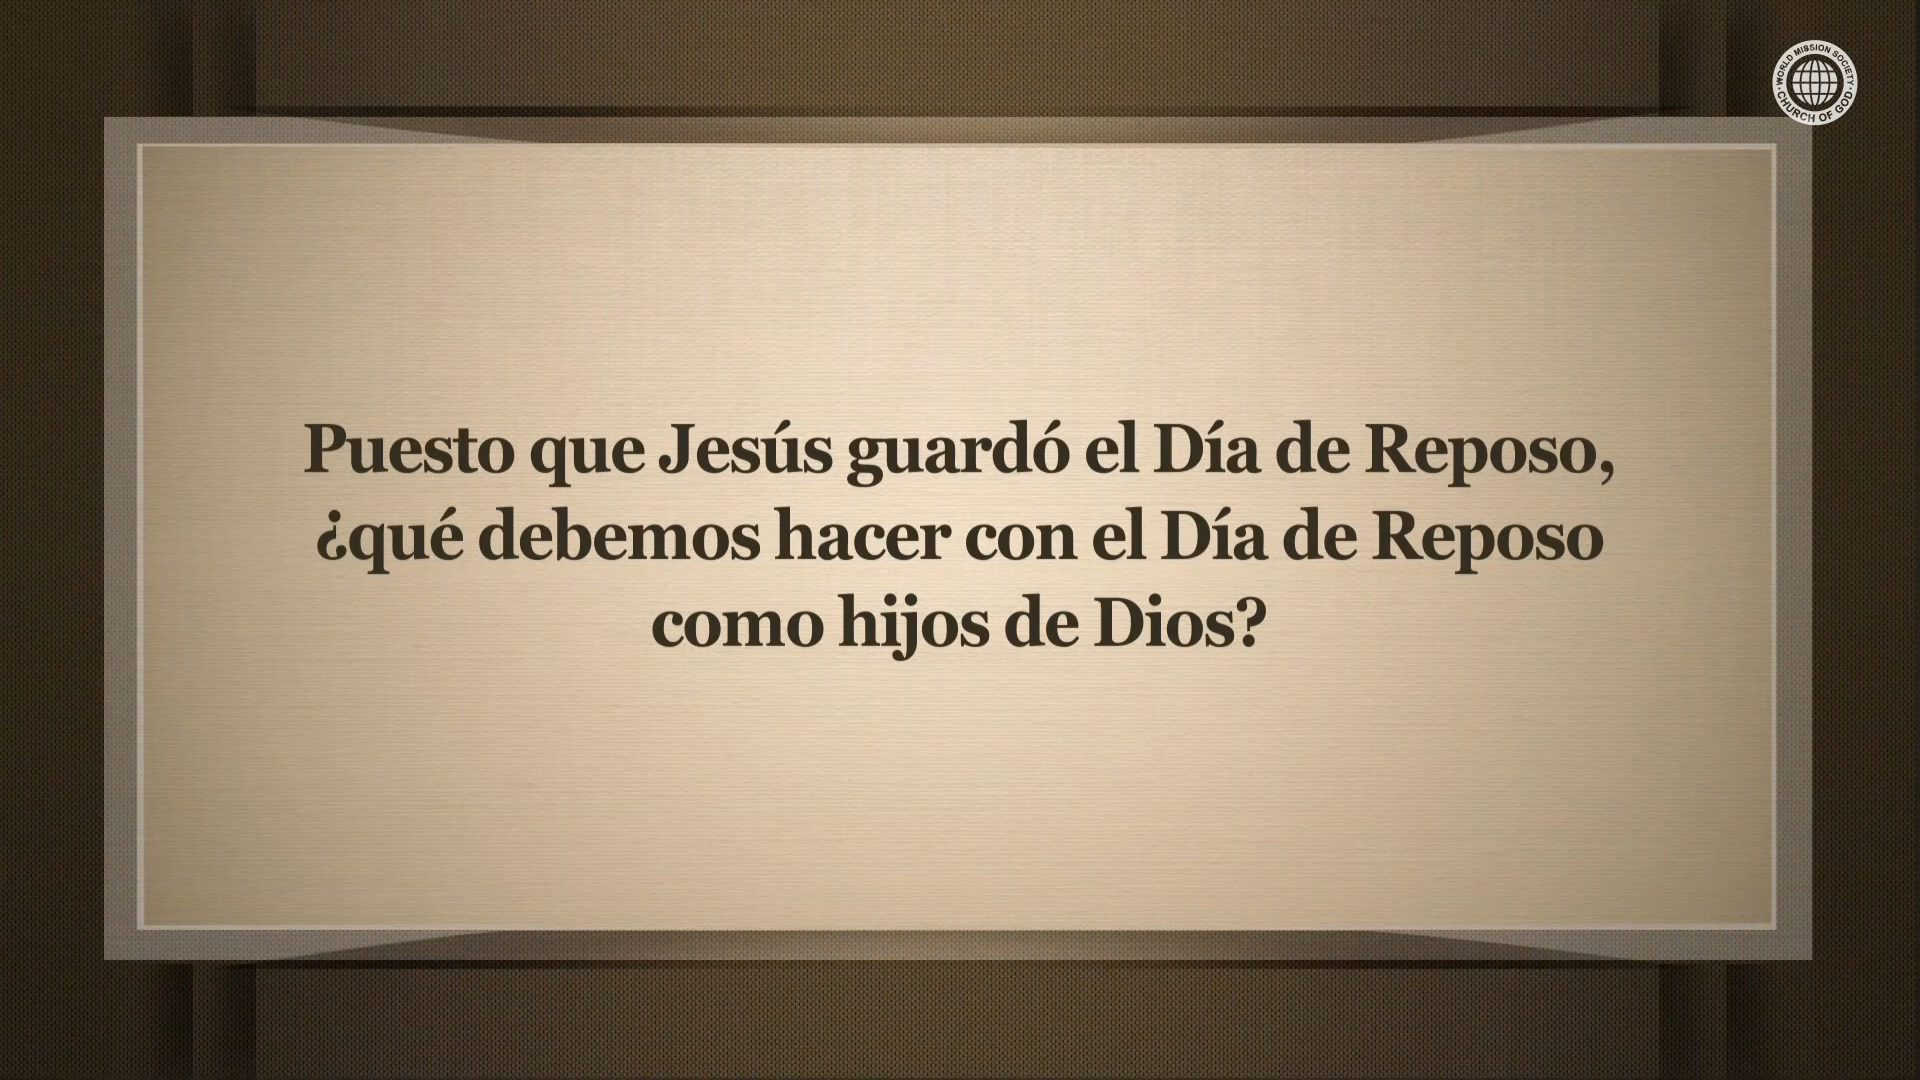 WORLD MISSION SOCIETY
CHURCH OF GOD
Puesto que Jesús guardó el Día de Reposo,
¿qué debemos hacer con el Día de Reposo
como hijos de Dios?